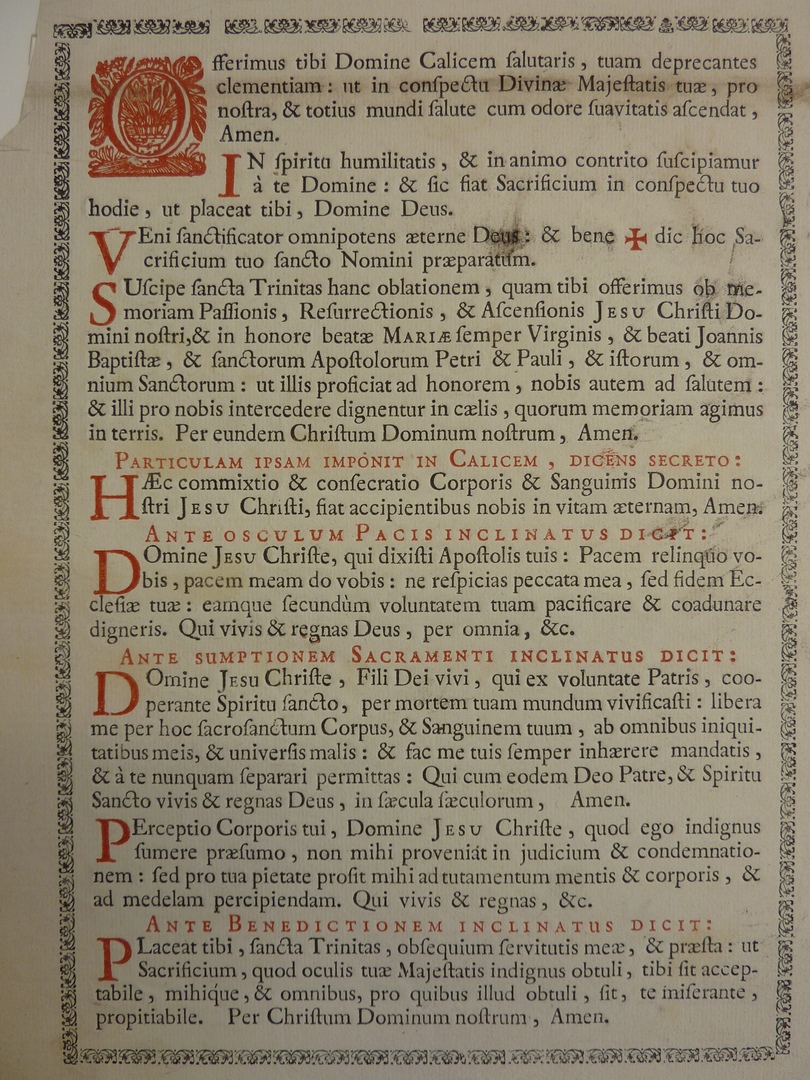 Offerimus tibi Domine Calicem ſalutaris, tuam deprecantes
clementiam: ut in conſpectu Divinæ Majeſtatis tuæ, pro
noſtra, & totius mundi ſalute cum odore ſuavitatis aſcendat,
Amen.
IN ſpiritu humilitatis, & in animo contrito ſuſcipiamur
à te Domine: & ſic fiat Sacrificium in conſpectu tuo
hodie, ut placeat tibi, Domine Deus.
VEni ſanctificator omnipotens æterne Deus: & bene ✠ dic hoc Sa-
crificium tuo ſancto Nomini præparatum.
SUſcipe ſancta Trinitas hanc oblationem, quam tibi offerimus ob me-
moriam Paſſionis, Reſurrectionis, & Aſcenſionis JESU Chriſti Do-
mini noſtri, & in honore beatæ MARIÆ ſemper Virginis, & beati Joannis
Baptiſtæ, & ſanctorum Apoſtolorum Petri & Pauli, & iſtorum, & om-
nium Sanctorum: ut illis proficiat ad honorem, nobis autem ad ſalutem:
& illi pro nobis intercedere dignentur in cælis, quorum memoriam agimus
in terris. Per eundem Chriſtum Dominum noſtrum, Amen.
PARTICULAM IPSAM IMPONIT IN CALICEM, DICENS SECRETO:
HÆc commixtio & conſecratio Corporis & Sanguinis Domini no-
ſtri JESU Chriſti, fiat accipientibus nobis in vitam æternam, Amen.
ANTE OSCULUM PACIS INCLINATUS DICIT:
DOmine JESU Chriſte, qui dixiſti Apoſtolis tuis: Pacem relinquo vo-
bis, pacem meam do vobis: ne reſpicias peccata mea, ſed fidem Ec-
cleſiæ tuæ: eamque ſecundùm voluntatem tuam pacificare & coadunare
digneris. Qui vivis & regnas Deus, per omnia, &c.
ANTE SUMPTIONEM SACRAMENTI INCLINATUS DICIT:
DOmine JESU Chriſte, Fili Dei vivi, qui ex voluntate Patris, coo-
perante Spiritu ſancto, per mortem tuam mundum vivificaſti: libera
me per hoc ſacroſanctum Corpus, & Sanguinem tuum, ab omnibus iniqui-
tatibus meis, & univerſis malis: & fac me tuis ſemper inhærere mandatis,
& à te nunquam ſeparari permittas: Qui cum eodem Deo Patre, & Spiritu
Sancto vivis & regnas Deus, in ſæcula ſæculorum, Amen.
PErceptio Corporis tui, Domine JESU Chriſte, quod ego indignus
ſumere præſumo, non mihi proveniat in judicium & condemnatio-
nem: ſed pro tua pietate proſit mihi ad tutamentum mentis & corporis, &
ad medelam percipiendam. Qui vivis & regnas, &c.
ANTE BENEDICTIONEM INCLINATUS DICIT:
PLaceat tibi, ſancta Trinitas, obſequium ſervitutis meæ, & præſta: ut
Sacrificium, quod oculis tuæ Majeſtatis indignus obtuli, tibi ſit accep-
tabile, mihique, & omnibus, pro quibus illud obtuli, ſit, te miſerante,
propitiabile. Per Chriſtum Dominum noſtrum, Amen.